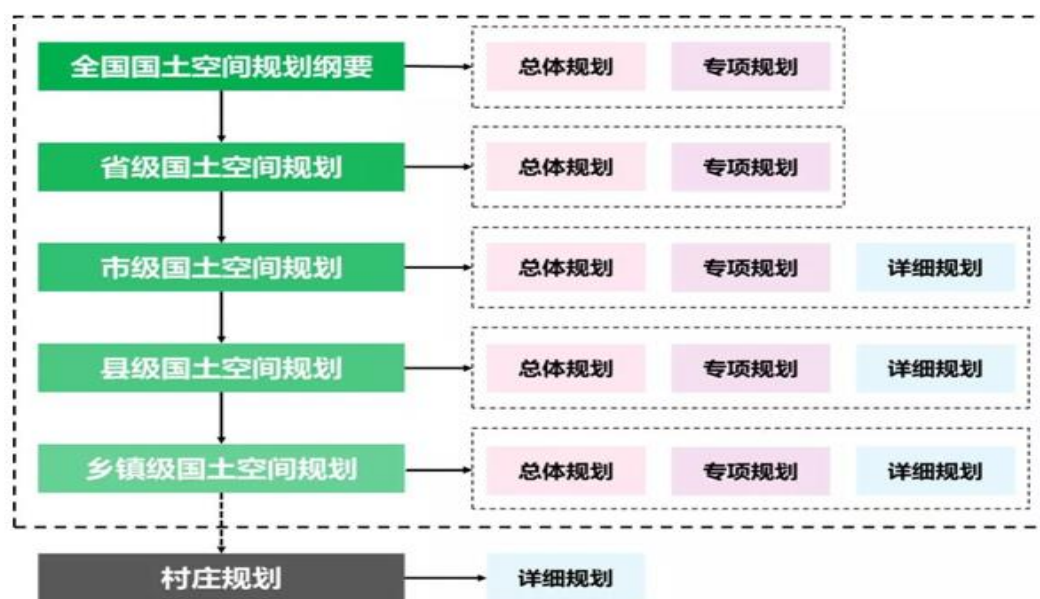 全国国土空间规划纲要
总体规划 专项规划
省级国土空间规划
总体规划 专项规划
市级国土空间规划
总体规划 专项规划 详细规划
县级国土空间规划
总体规划 专项规划 详细规划
乡镇级国土空间规划
总体规划 专项规划 详细规划
村庄规划
详细规划